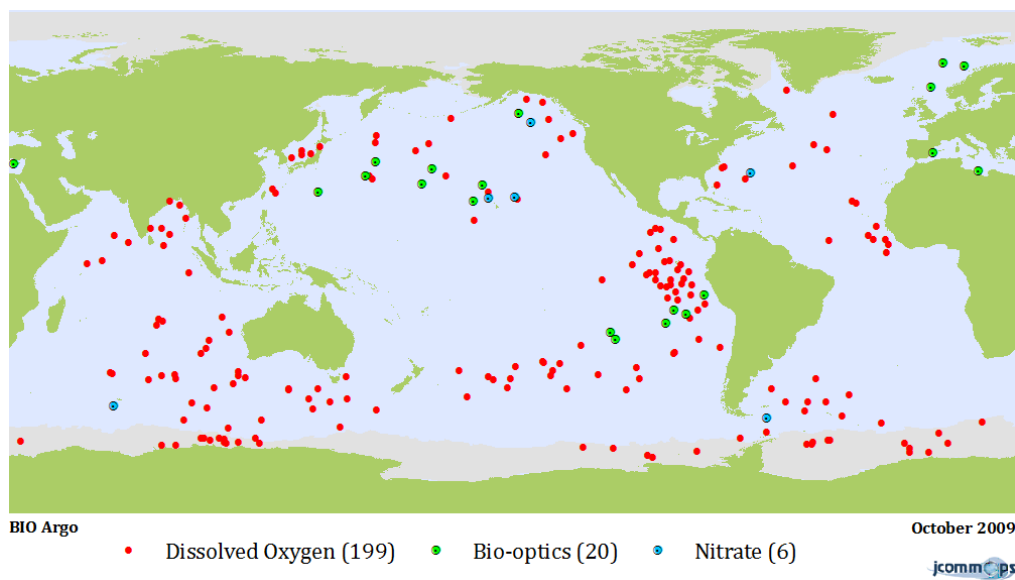 BIO Argo
October 2009
Dissolved Oxygen (199)
Bio-optics (20)
Nitrate (6)
jcommops